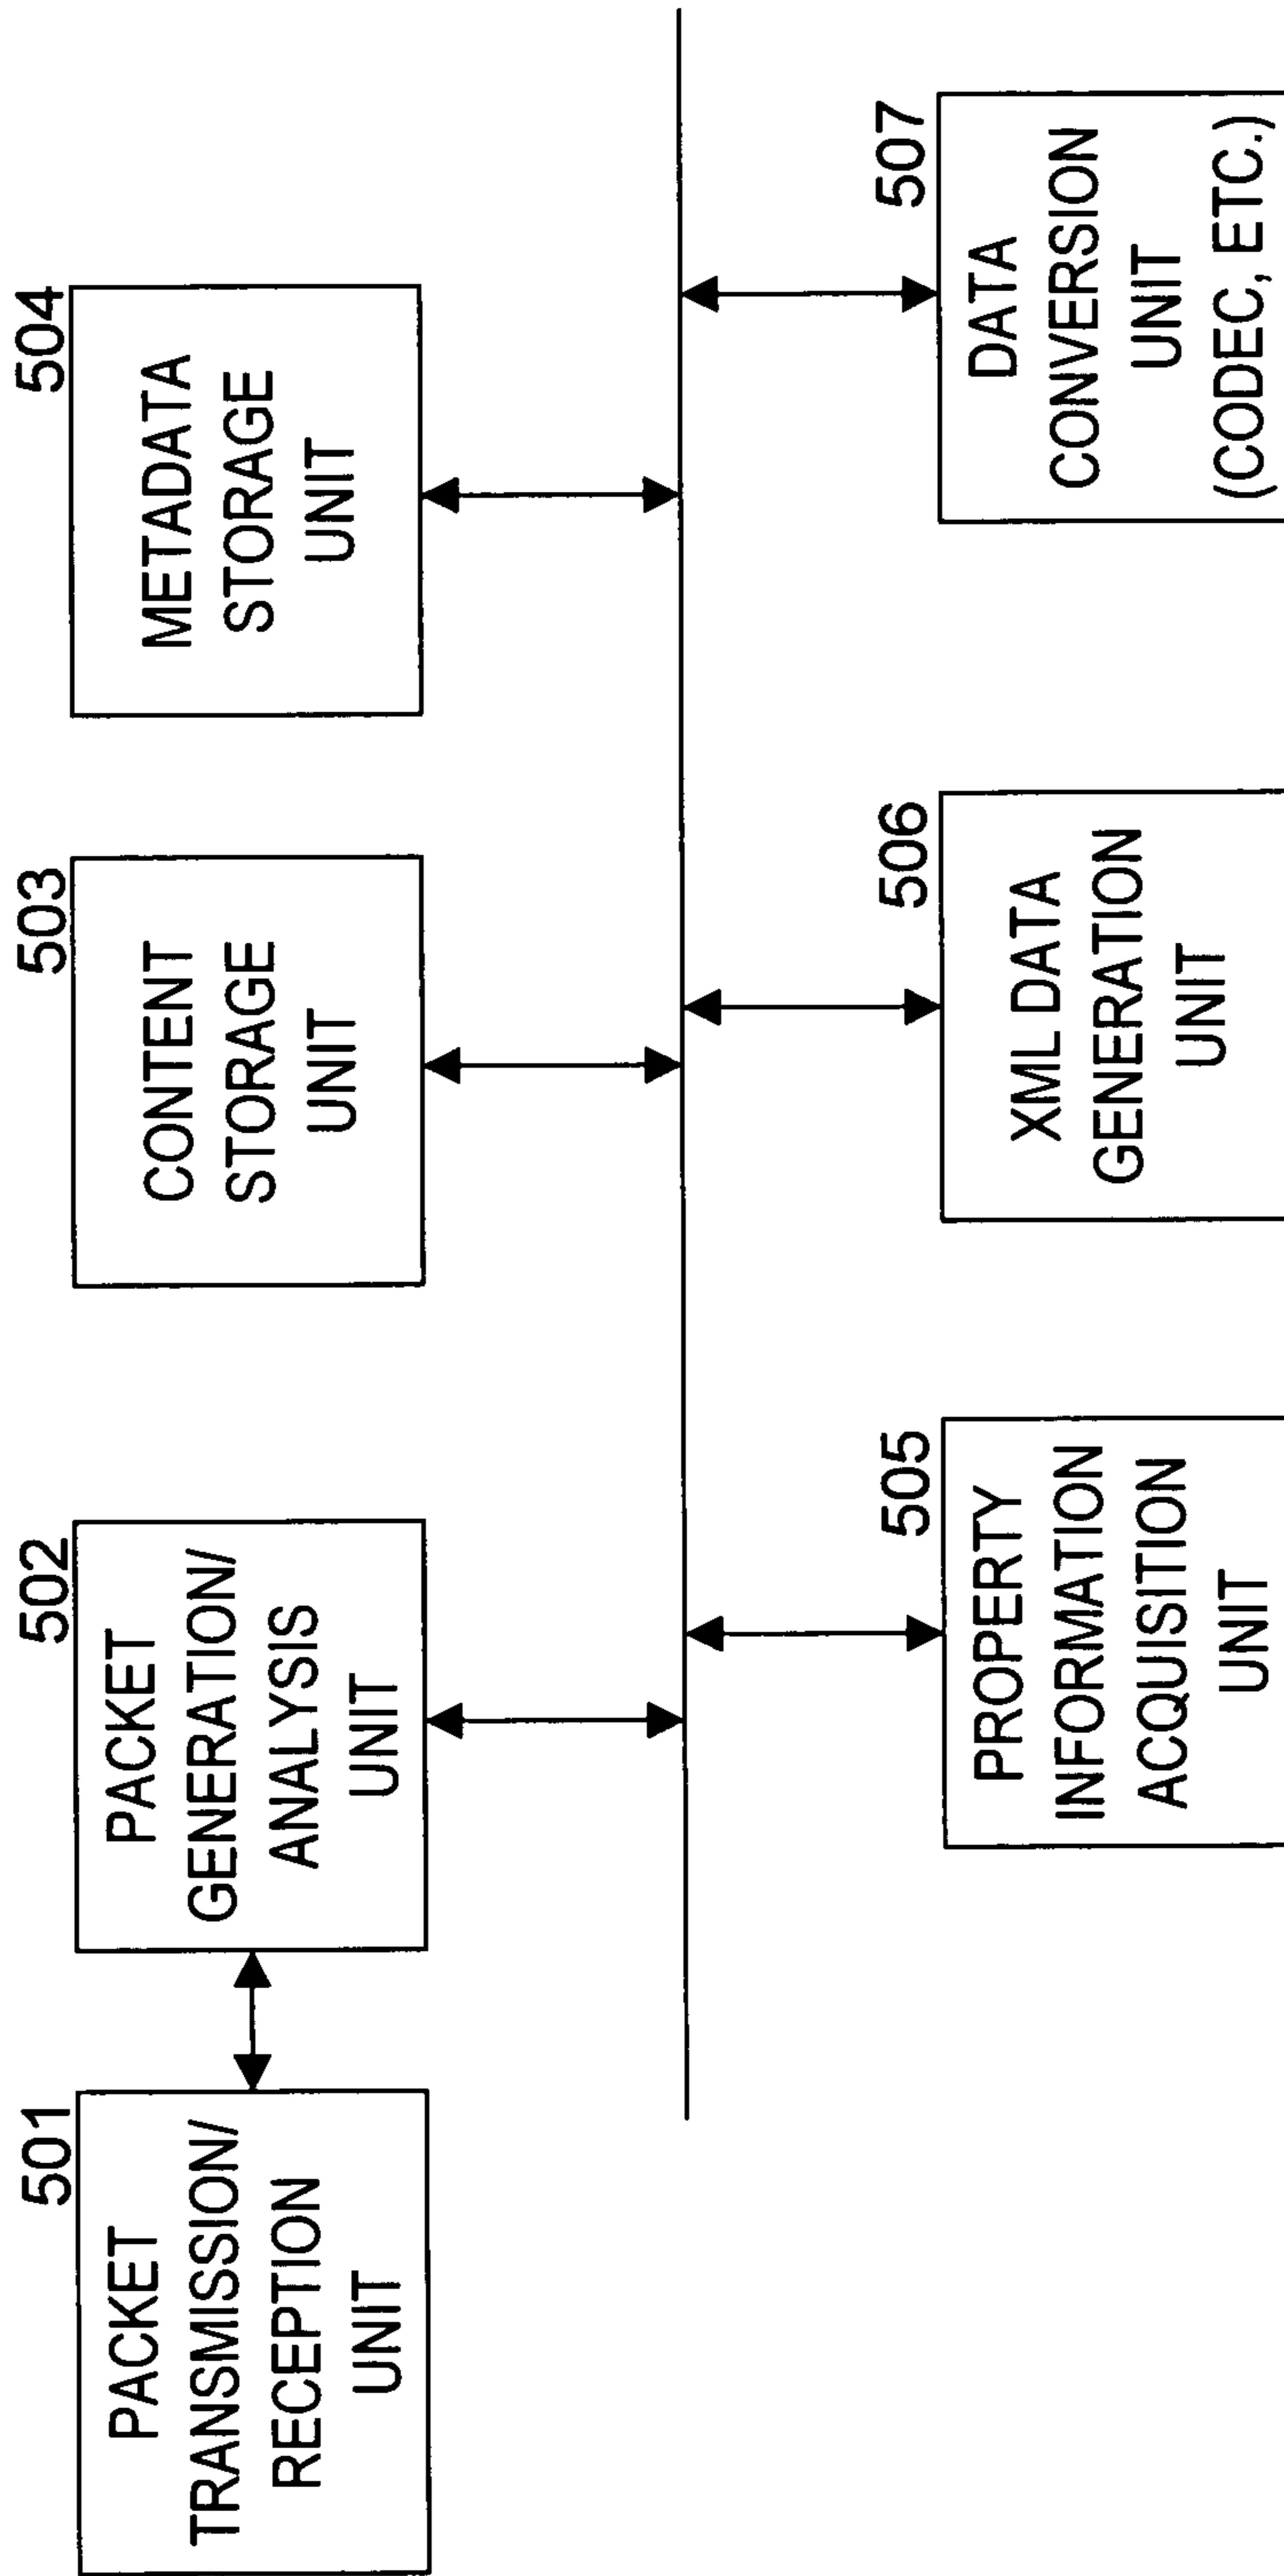 501
PACKET
TRANSMISSION/
RECEPTION
UNIT
502
PACKET
GENERATION/
ANALYSIS
UNIT
503
CONTENT
STORAGE
UNIT
504
METADATA
STORAGE
UNIT
505
PROPERTY
INFORMATION
ACQUISITION
UNIT
506
XML DATA
GENERATION
UNIT
507
DATA
CONVERSION
UNIT
(CODEC, ETC.)